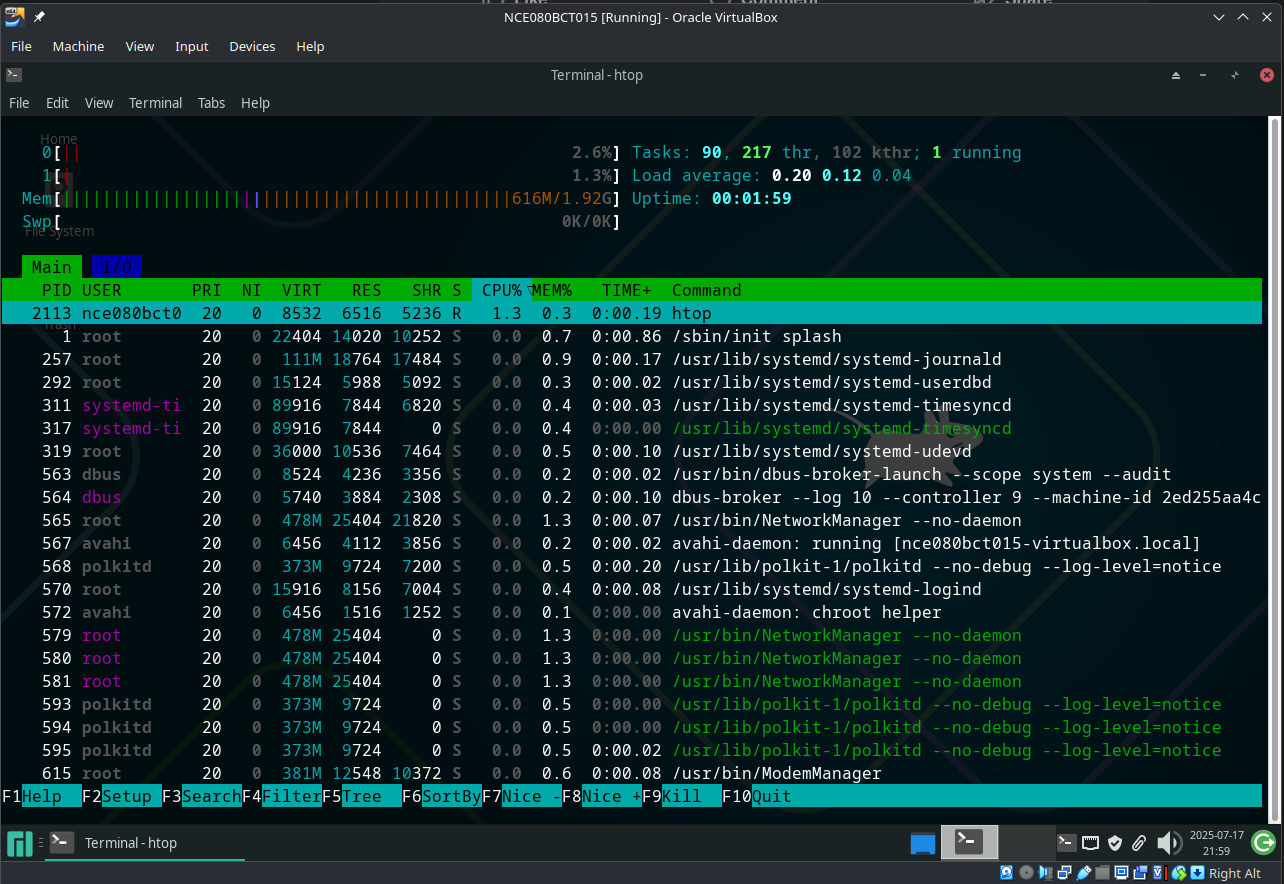 NCE080BCT015 [Running] - Oracle VirtualBox
File Machine View Input Devices Help
Terminal - htop
File Edit View Terminal Tabs Help
Home
0[|| 2.6%] Tasks: 90, 217 thr, 102 kthr; 1 running
1[| 1.3%] Load average: 0.20 0.12 0.04
Mem[||||||||||||||||||||||||||||||||||||||||||||||616M/1.92G] Uptime: 00:01:59
Swp[ 0K/0K]
File System
Main I/O
PID USER PRI NI VIRT RES SHR S CPU%▽MEM% TIME+ Command
2113 nce080bct0 20 0 8532 6516 5236 R 1.3 0.3 0:00.19 htop
Trash
1 root 20 0 22404 14020 10252 S 0.0 0.7 0:00.86 /sbin/init splash
257 root 20 0 111M 18764 17484 S 0.0 0.9 0:00.17 /usr/lib/systemd/systemd-journald
292 root 20 0 15124 5988 5092 S 0.0 0.3 0:00.02 /usr/lib/systemd/systemd-userdbd
311 systemd-ti 20 0 89916 7844 6820 S 0.0 0.4 0:00.03 /usr/lib/systemd/systemd-timesyncd
317 systemd-ti 20 0 89916 7844 0 S 0.0 0.4 0:00.00 /usr/lib/systemd/systemd-timesyncd
319 root 20 0 36000 10536 7464 S 0.0 0.5 0:00.10 /usr/lib/systemd/systemd-udevd
563 dbus 20 0 8524 4236 3356 S 0.0 0.2 0:00.02 /usr/bin/dbus-broker-launch --scope system --audit
564 dbus 20 0 5740 3884 2308 S 0.0 0.2 0:00.10 dbus-broker --log 10 --controller 9 --machine-id 2ed255aa4c
565 root 20 0 478M 25404 21820 S 0.0 1.3 0:00.07 /usr/bin/NetworkManager --no-daemon
567 avahi 20 0 6456 4112 3856 S 0.0 0.2 0:00.02 avahi-daemon: running [nce080bct015-virtualbox.local]
568 polkitd 20 0 373M 9724 7200 S 0.0 0.5 0:00.20 /usr/lib/polkit-1/polkitd --no-debug --log-level=notice
570 root 20 0 15916 8156 7004 S 0.0 0.4 0:00.08 /usr/lib/systemd/systemd-logind
572 avahi 20 0 6456 1516 1252 S 0.0 0.1 0:00.00 avahi-daemon: chroot helper
579 root 20 0 478M 25404 0 S 0.0 1.3 0:00.00 /usr/bin/NetworkManager --no-daemon
580 root 20 0 478M 25404 0 S 0.0 1.3 0:00.00 /usr/bin/NetworkManager --no-daemon
581 root 20 0 478M 25404 0 S 0.0 1.3 0:00.00 /usr/bin/NetworkManager --no-daemon
593 polkitd 20 0 373M 9724 0 S 0.0 0.5 0:00.00 /usr/lib/polkit-1/polkitd --no-debug --log-level=notice
594 polkitd 20 0 373M 9724 0 S 0.0 0.5 0:00.00 /usr/lib/polkit-1/polkitd --no-debug --log-level=notice
595 polkitd 20 0 373M 9724 0 S 0.0 0.5 0:00.02 /usr/lib/polkit-1/polkitd --no-debug --log-level=notice
615 root 20 0 381M 12548 10372 S 0.0 0.6 0:00.08 /usr/bin/ModemManager
F1Help F2Setup F3SearchF4FilterF5Tree F6SortByF7Nice -F8Nice +F9Kill F10Quit
Terminal - htop
2025-07-17
21:59
Right Alt